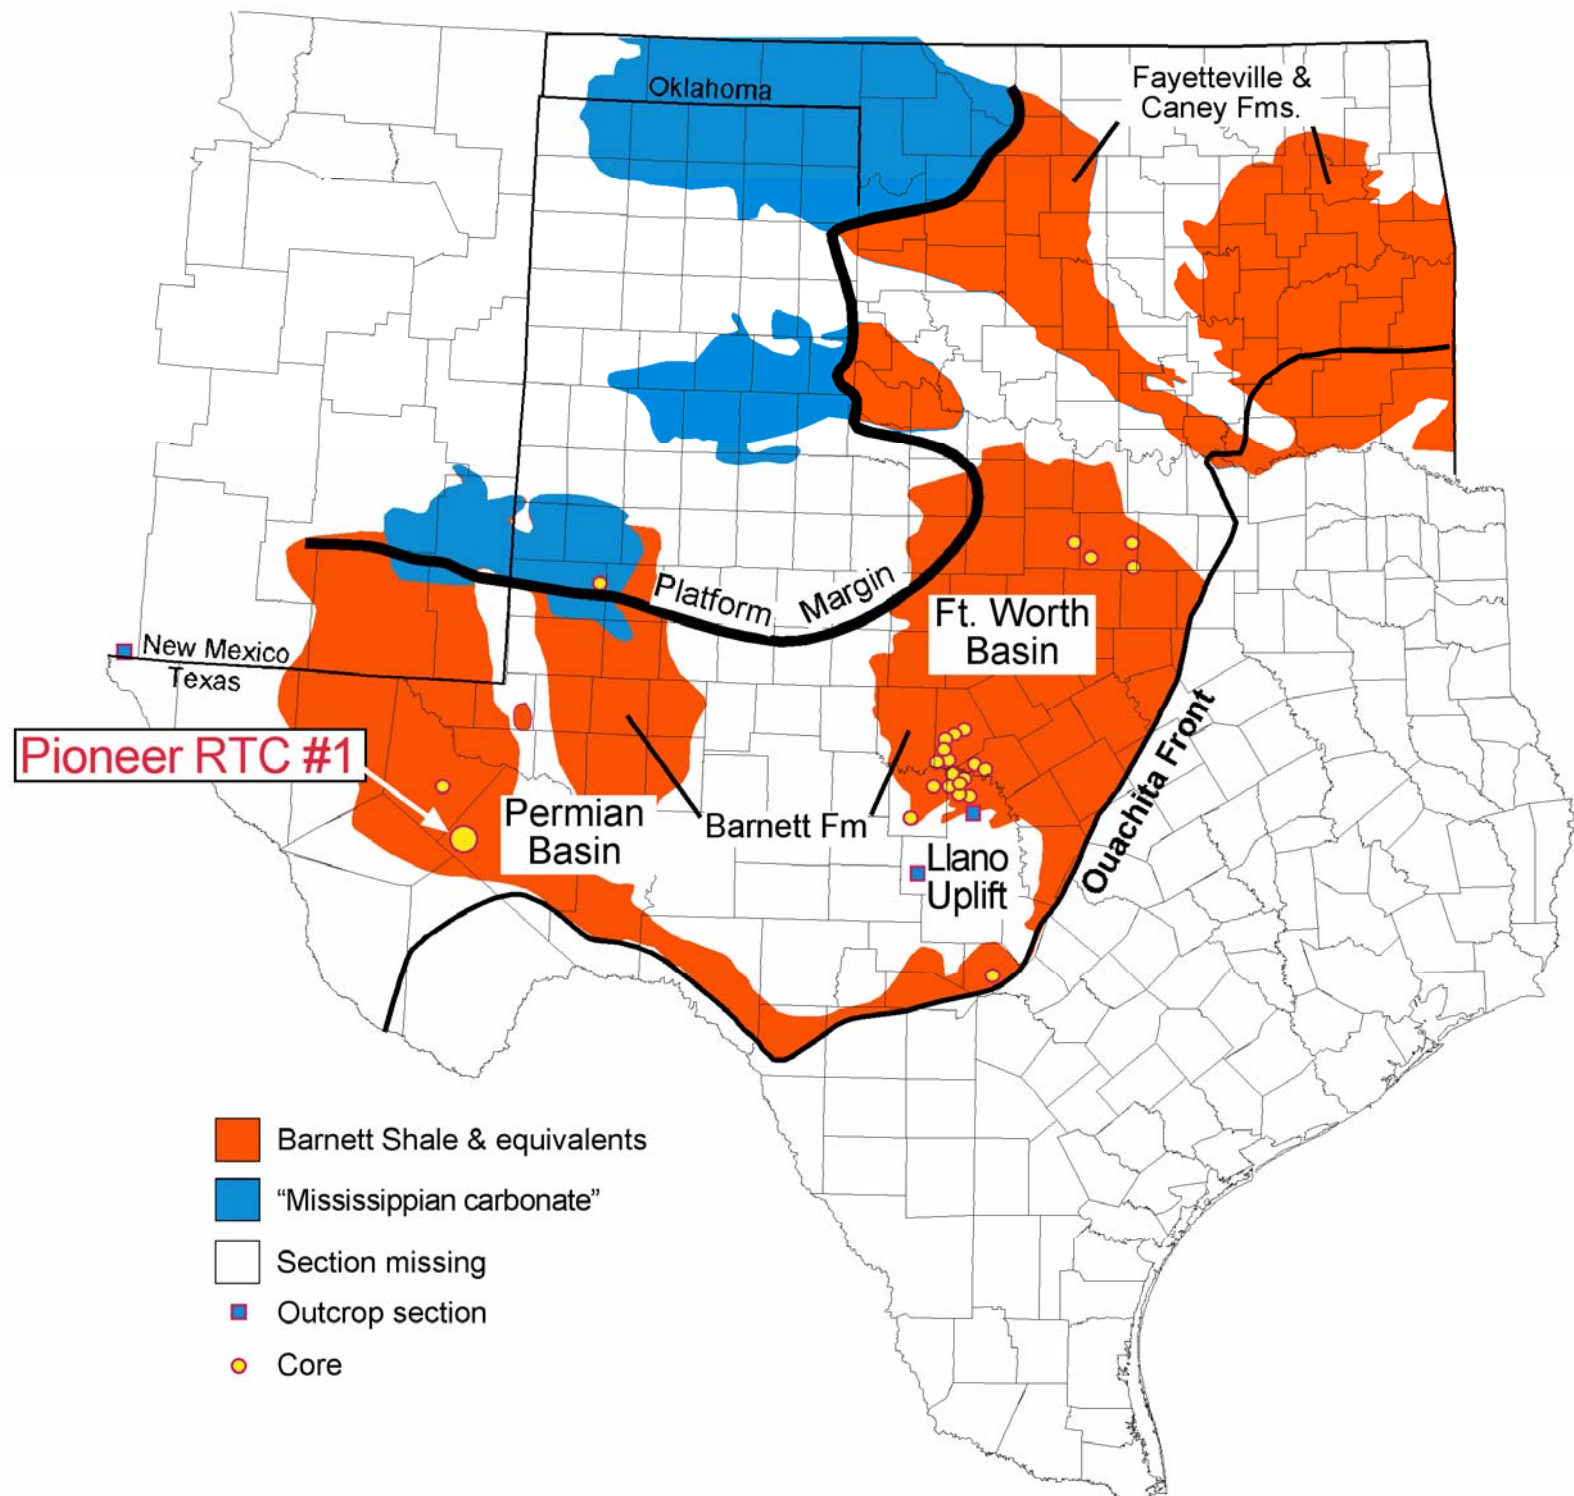 Oklahoma
Fayetteville &
Caney Fms.
Platform Margin
Ft. Worth
Basin
New Mexico
Texas
Pioneer RTC #1
Permian
Basin
Barnett Fm
Ouachita Front
Llano
Uplift
Barnett Shale & equivalents
“Mississippian carbonate”
Section missing
Outcrop section
Core